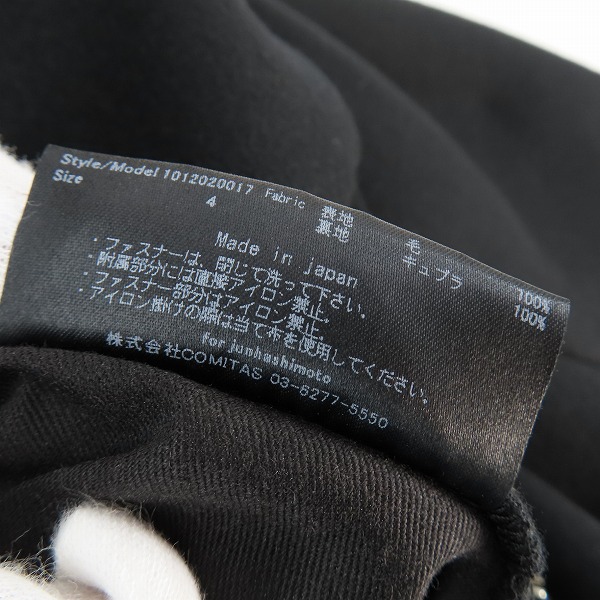 Style/Model 1012020017 Fabric 表地 毛 100%
Size 4 裏地 キュプラ 100%
Made in japan
・ファスナーは、閉じて洗って下さい。
・附属部分には直接アイロン禁止。
・ファスナー部分はアイロン禁止。
・アイロン掛けの際は当て布を使用してください。
for junhashimoto
株式会社COMITAS 03-6277-5550